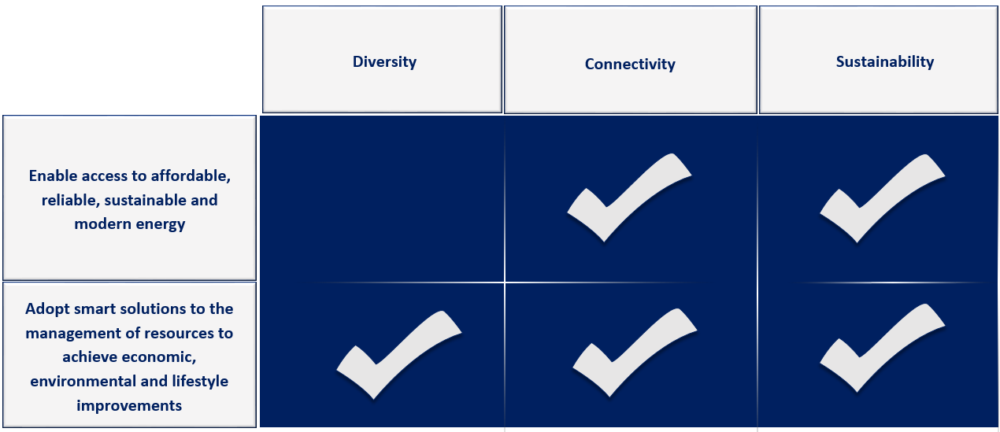 Diversity
Connectivity
Sustainability
Enable access to affordable,
reliable, sustainable and
modern energy
Adopt smart solutions to the
management of resources to
achieve economic,
environmental and lifestyle
improvements